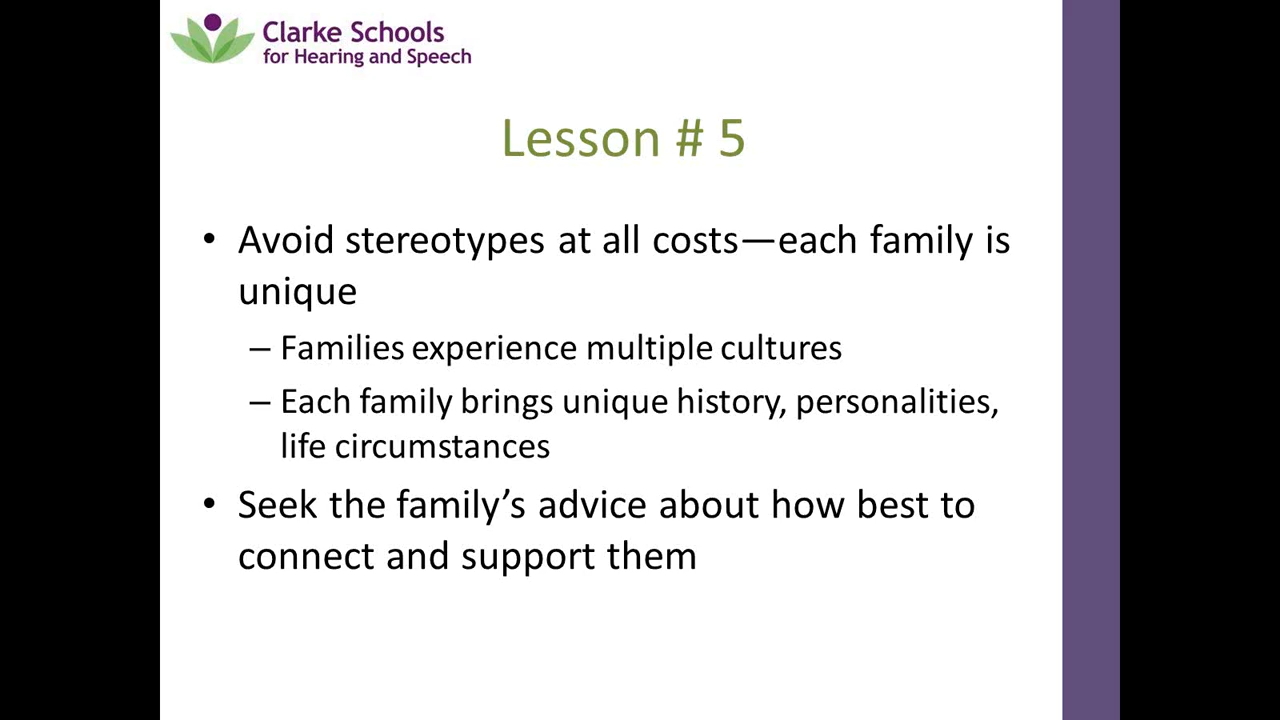 Clarke Schools
for Hearing and Speech
Lesson # 5
• Avoid stereotypes at all costs—each family is
unique
– Families experience multiple cultures
– Each family brings unique history, personalities,
life circumstances
• Seek the family’s advice about how best to
connect and support them